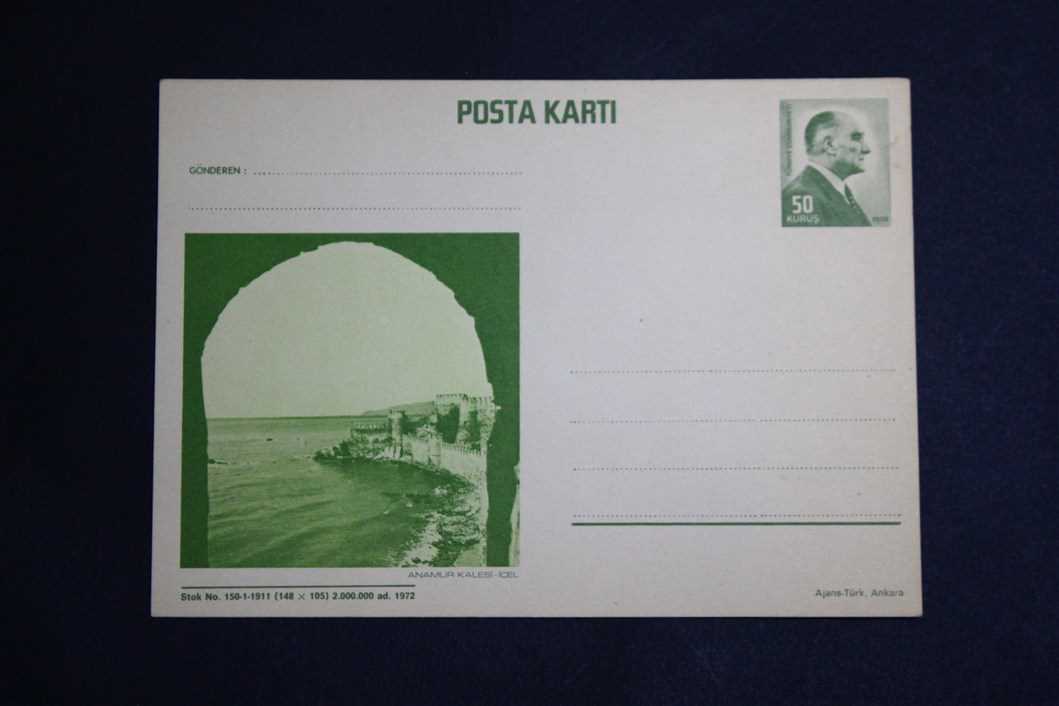 POSTA KARTI
GÖNDEREN :
50
KURUŞ
ANAMUR KALESİ-İÇEL
Stok No. 150-1-1911 (148 × 105) 2.000.000 ad. 1972
Ajans-Türk, Ankara